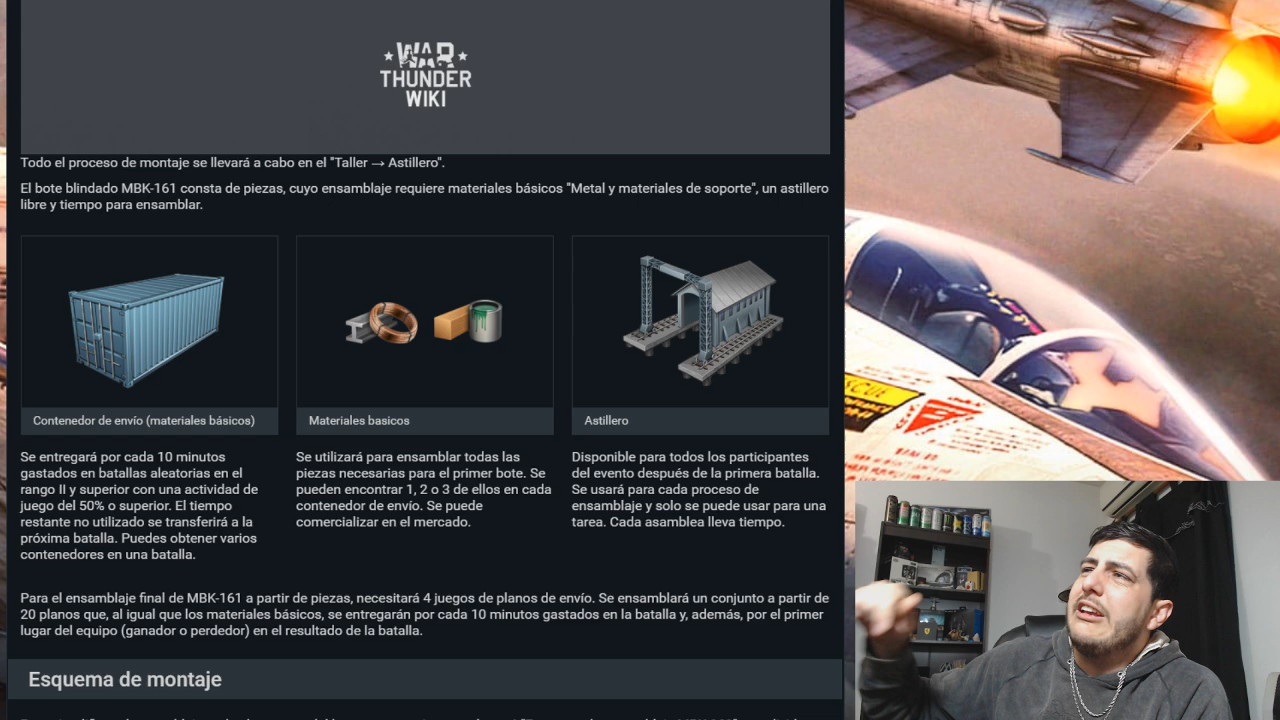 WAR
THUNDER
WIKI
Todo el proceso de montaje se llevará a cabo en el "Taller → Astillero".
El bote blindado MBK-161 consta de piezas, cuyo ensamblaje requiere materiales básicos "Metal y materiales de soporte", un astillero
libre y tiempo para ensamblar.
Contenedor de envío (materiales básicos)
Materiales basicos
Astillero
Se entregará por cada 10 minutos
gastados en batallas aleatorias en el
rango II y superior con una actividad de
juego del 50% o superior. El tiempo
restante no utilizado se transferirá a la
próxima batalla. Puedes obtener varios
contenedores en una batalla.
Se utilizará para ensamblar todas las
piezas necesarias para el primer bote. Se
pueden encontrar 1, 2 o 3 de ellos en cada
contenedor de envío. Se puede
comercializar en el mercado.
Disponible para todos los participantes
del evento después de la primera batalla.
Se usará para cada proceso de
ensamblaje y solo se puede usar para una
tarea. Cada asamblea lleva tiempo.
Para el ensamblaje final de MBK-161 a partir de piezas, necesitará 4 juegos de planos de envío. Se ensamblará un conjunto a partir de
20 planos que, al igual que los materiales básicos, se entregarán por cada 10 minutos gastados en la batalla y, además, por el primer
lugar del equipo (ganador o perdedor) en el resultado de la batalla.
Esquema de montaje